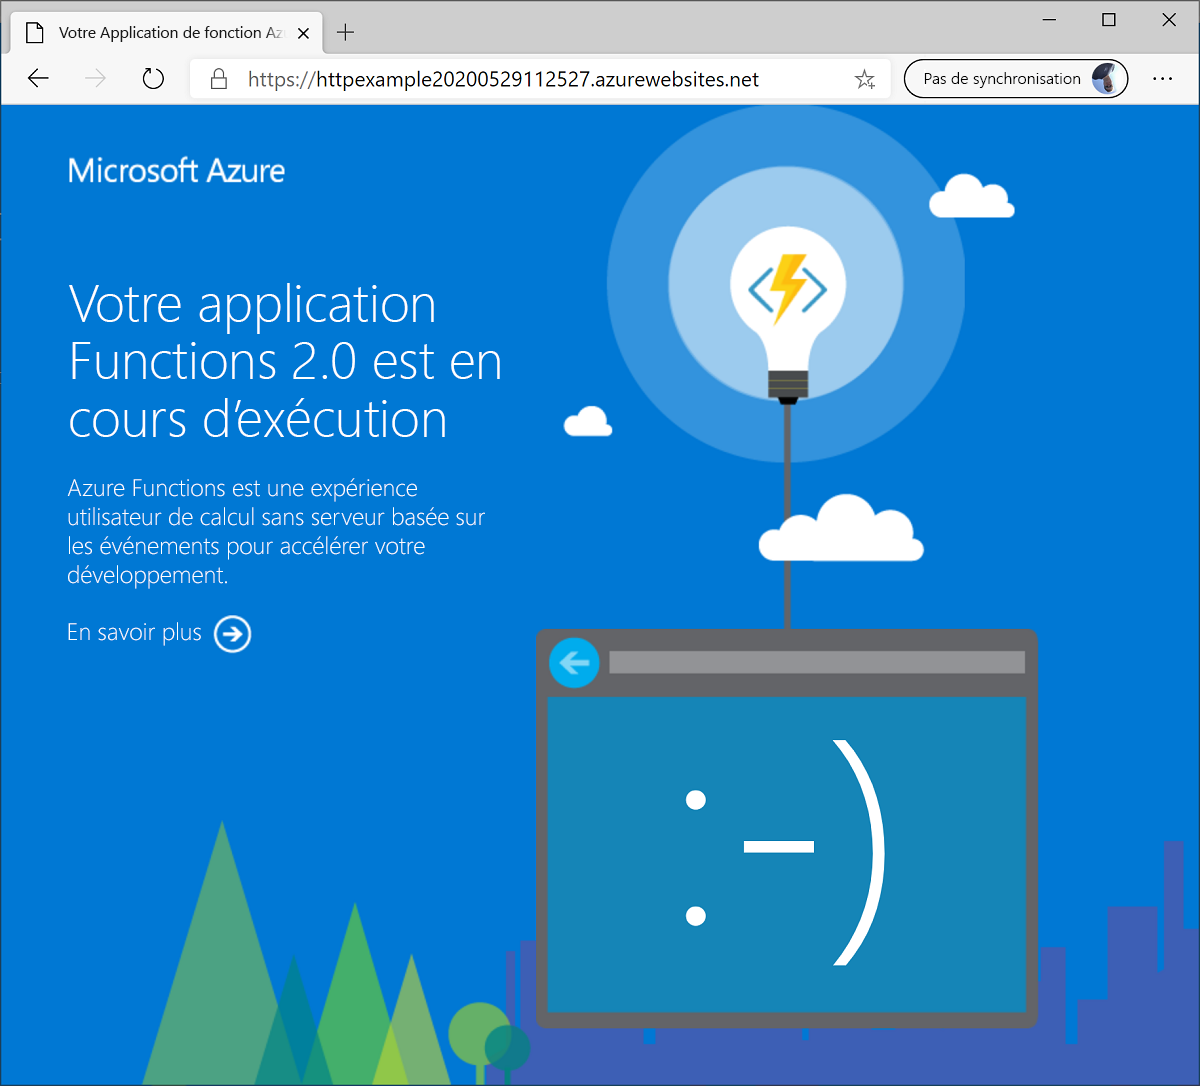 Votre Application de fonction Az
https://httpexample20200529112527.azurewebsites.net
Pas de synchronisation
Microsoft Azure
Votre application
Functions 2.0 est en
cours d’exécution
Azure Functions est une expérience
utilisateur de calcul sans serveur basée sur
les événements pour accélérer votre
développement.
En savoir plus
:-)